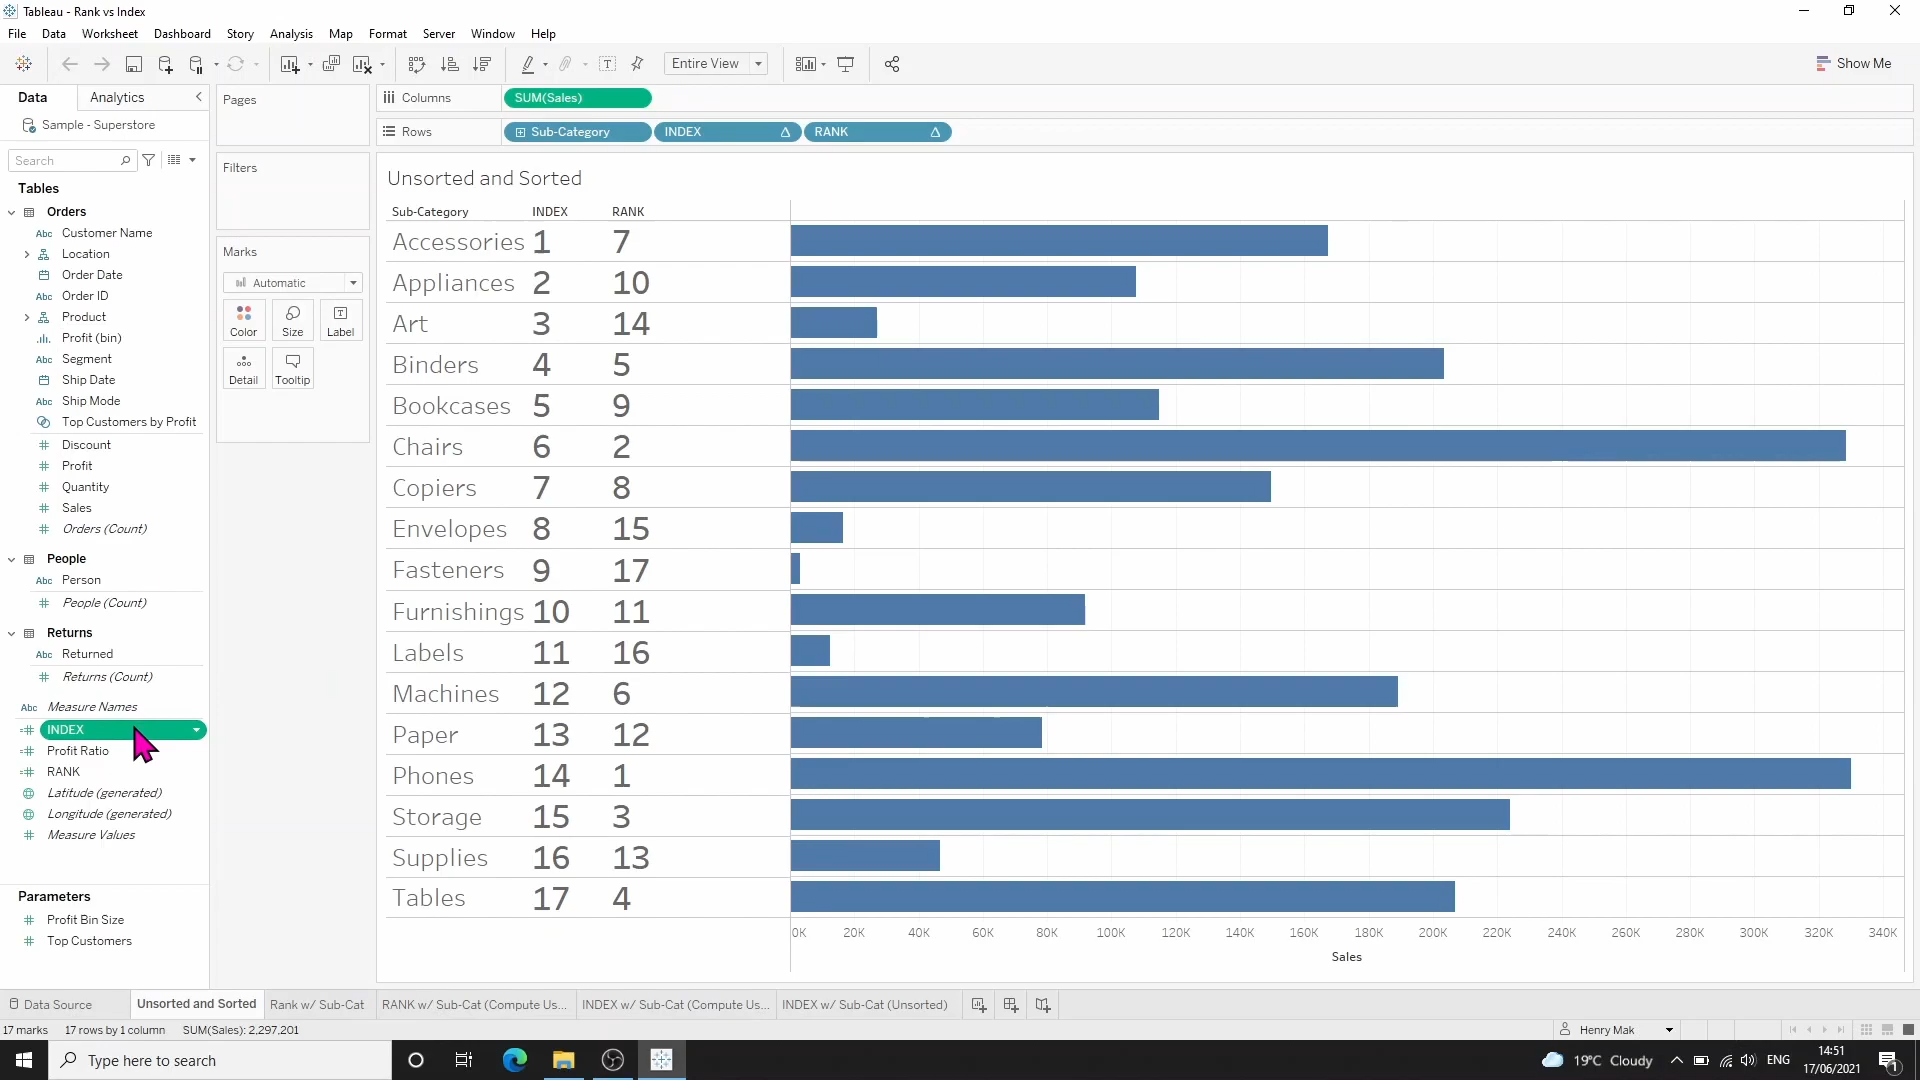 Tableau - Rank vs Index
File Data Worksheet Dashboard Story Analysis Map Format Server Window Help
Entire View
Show Me
Data Analytics
Sample - Superstore
Search
Tables
Orders
Abc Customer Name
Location
Order Date
Abc Order ID
Product
Profit (bin)
Abc Segment
Ship Date
Abc Ship Mode
Top Customers by Profit
Discount
Profit
Quantity
Sales
Orders (Count)
People
Abc Person
People (Count)
Returns
Abc Returned
Returns (Count)
Abc Measure Names
INDEX
Profit Ratio
RANK
Latitude (generated)
Longitude (generated)
Measure Values
Parameters
Profit Bin Size
Top Customers
Pages
Filters
Marks
Automatic
Color Size Label
Detail Tooltip
Columns SUM(Sales)
Rows Sub-Category INDEX RANK
Unsorted and Sorted
Sub-Category INDEX RANK
Accessories 1 7
Appliances 2 10
Art 3 14
Binders 4 5
Bookcases 5 9
Chairs 6 2
Copiers 7 8
Envelopes 8 15
Fasteners 9 17
Furnishings 10 11
Labels 11 16
Machines 12 6
Paper 13 12
Phones 14 1
Storage 15 3
Supplies 16 13
Tables 17 4
0K 20K 40K 60K 80K 100K 120K 140K 160K 180K 200K 220K 240K 260K 280K 300K 320K 340K
Sales
Data Source Unsorted and Sorted Rank w/ Sub-Cat RANK w/ Sub-Cat (Compute Us... INDEX w/ Sub-Cat (Compute Us... INDEX w/ Sub-Cat (Unsorted)
17 marks 17 rows by 1 column SUM(Sales): 2,297,201 Henry Mak
Type here to search
19°C Cloudy ENG
14:51
17/06/2021
1